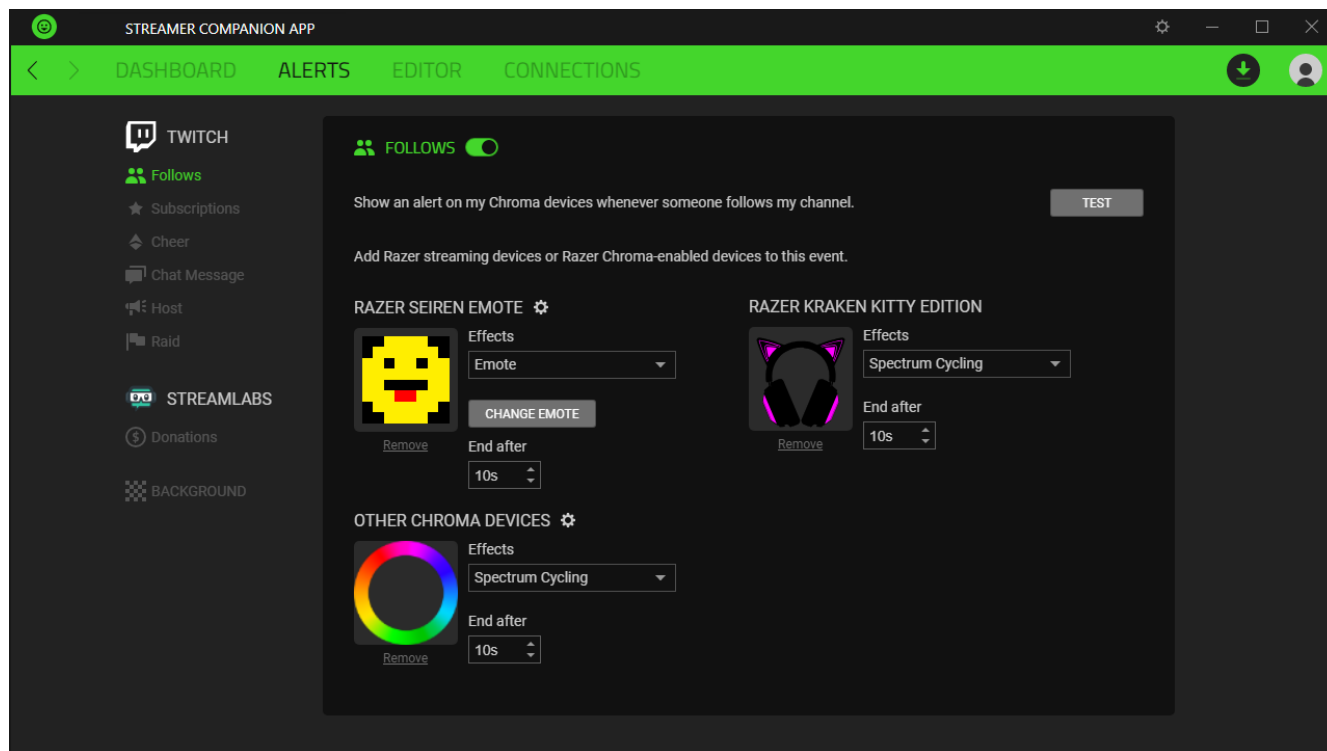 STREAMER COMPANION APP
DASHBOARD ALERTS EDITOR CONNECTIONS
TWITCH
Follows
Subscriptions
Cheer
Chat Message
Host
Raid
STREAMLABS
Donations
BACKGROUND
FOLLOWS
Show an alert on my Chroma devices whenever someone follows my channel.
TEST
Add Razer streaming devices or Razer Chroma-enabled devices to this event.
RAZER SEIREN EMOTE
Effects
Emote
CHANGE EMOTE
Remove
End after
10s
RAZER KRAKEN KITTY EDITION
Effects
Spectrum Cycling
End after
10s
Remove
OTHER CHROMA DEVICES
Effects
Spectrum Cycling
End after
10s
Remove